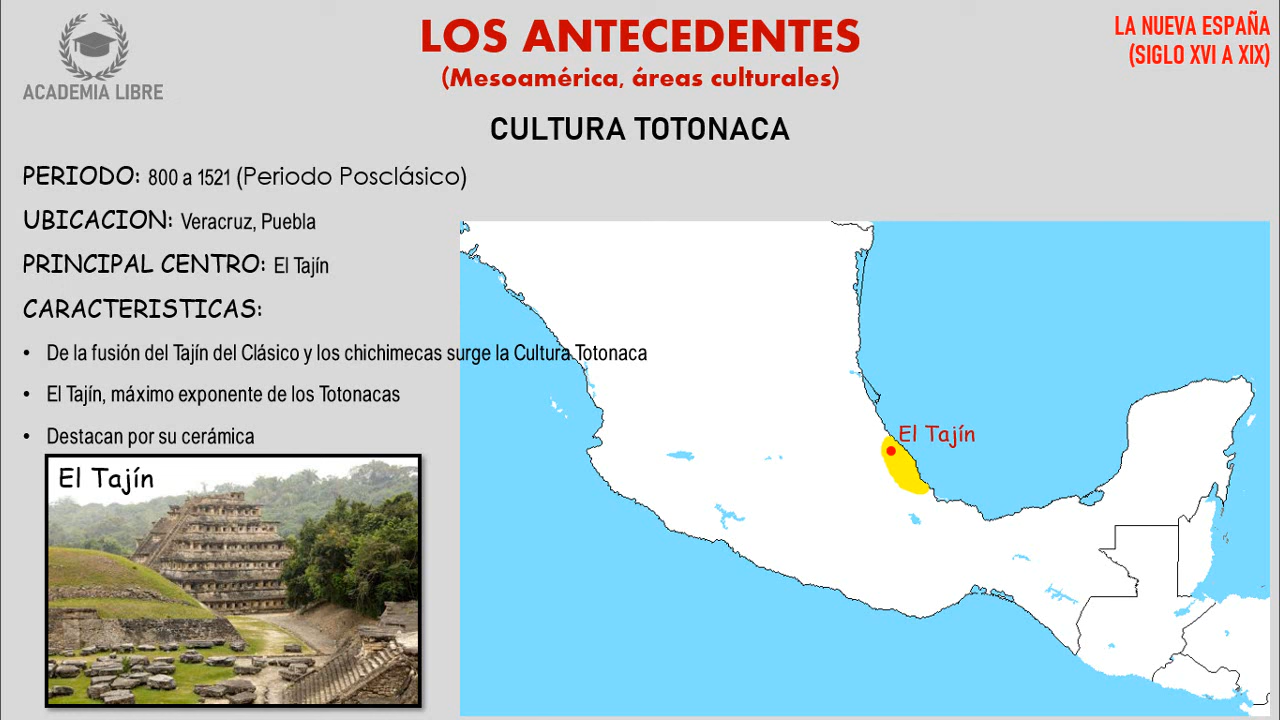 ACADEMIA LIBRE
LOS ANTECEDENTES
(Mesoamérica, áreas culturales)
LA NUEVA ESPAÑA
(SIGLO XVI A XIX)
CULTURA TOTONACA
PERIODO: 800 a 1521 (Periodo Posclásico)
UBICACION: Veracruz, Puebla
PRINCIPAL CENTRO: El Tajín
CARACTERISTICAS:
• De la fusión del Tajín del Clásico y los chichimecas surge la Cultura Totonaca
• El Tajín, máximo exponente de los Totonacas
• Destacan por su cerámica
El Tajín
El Tajín